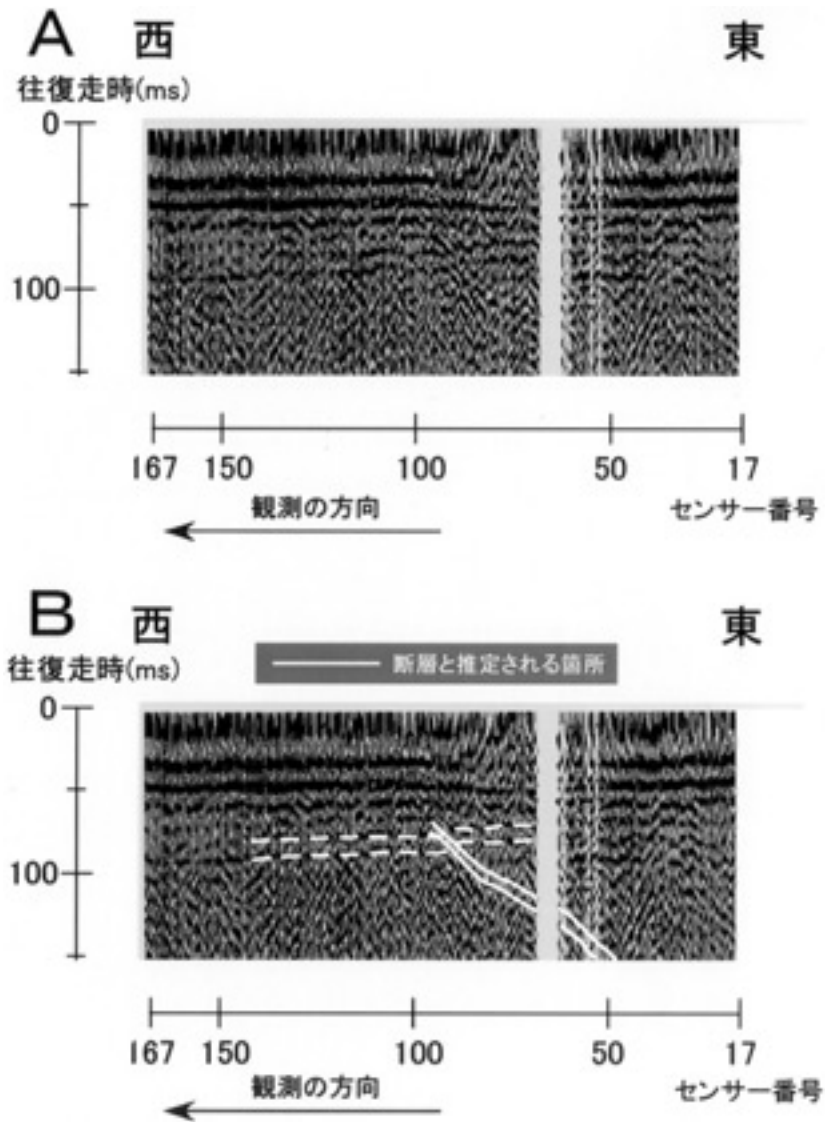 A 西 東
往復走時(ms)
0
100
167 150 100 50 17
観測の方向 センサー番号
B 西 東
断層と推定される箇所
往復走時(ms)
0
100
167 150 100 50 17
観測の方向 センサー番号